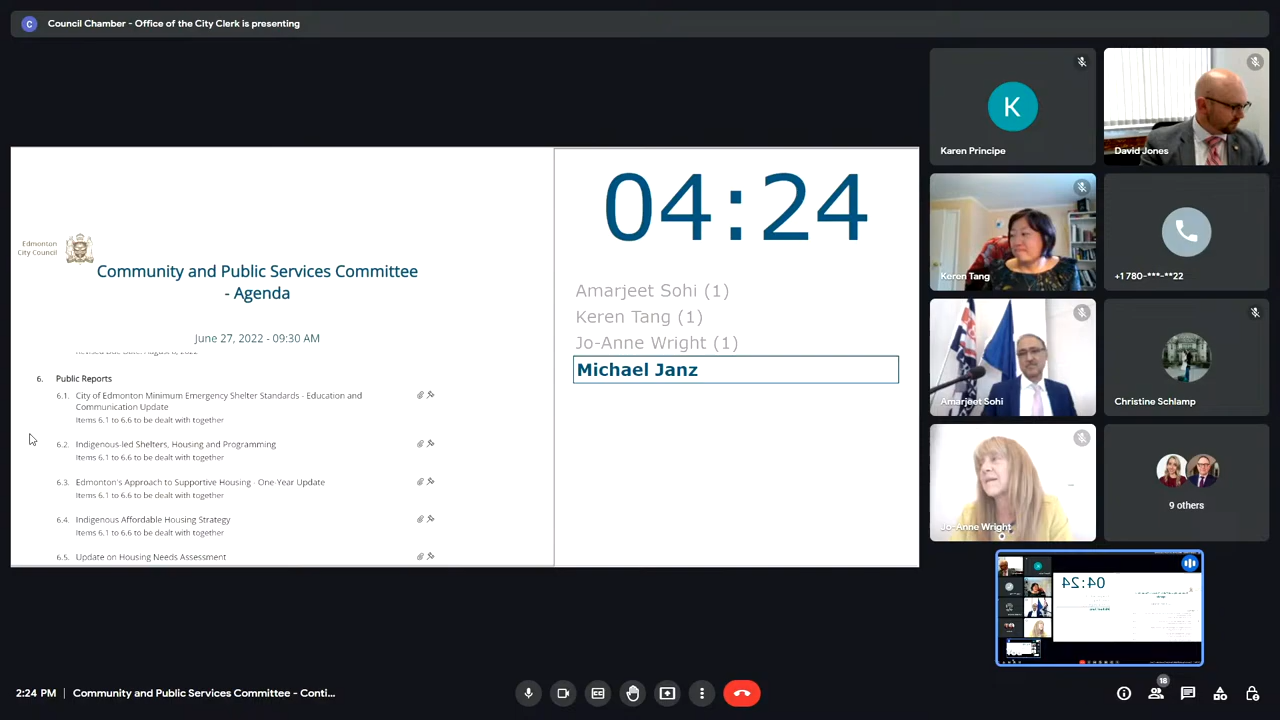 C
Council Chamber - Office of the City Clerk is presenting
Edmonton
City Council
Community and Public Services Committee
- Agenda
June 27, 2022 - 09:30 AM
6. Public Reports
6.1. City of Edmonton Minimum Emergency Shelter Standards - Education and
Communication Update
Items 6.1 to 6.6 to be dealt with together
6.2. Indigenous-led Shelters, Housing and Programming
Items 6.1 to 6.6 to be dealt with together
6.3. Edmonton's Approach to Supportive Housing - One-Year Update
Items 6.1 to 6.6 to be dealt with together
6.4. Indigenous Affordable Housing Strategy
Items 6.1 to 6.6 to be dealt with together
6.5. Update on Housing Needs Assessment
04:24
Amarjeet Sohi (1)
Keren Tang (1)
Jo-Anne Wright (1)
Michael Janz
K
Karen Principe
David Jones
Keren Tang
+1 780-***-**22
Amarjeet Sohi
Christine Schlamp
Jo-Anne Wright
9 others
04:24
2:24 PM | Community and Public Services Committee - Conti...
18